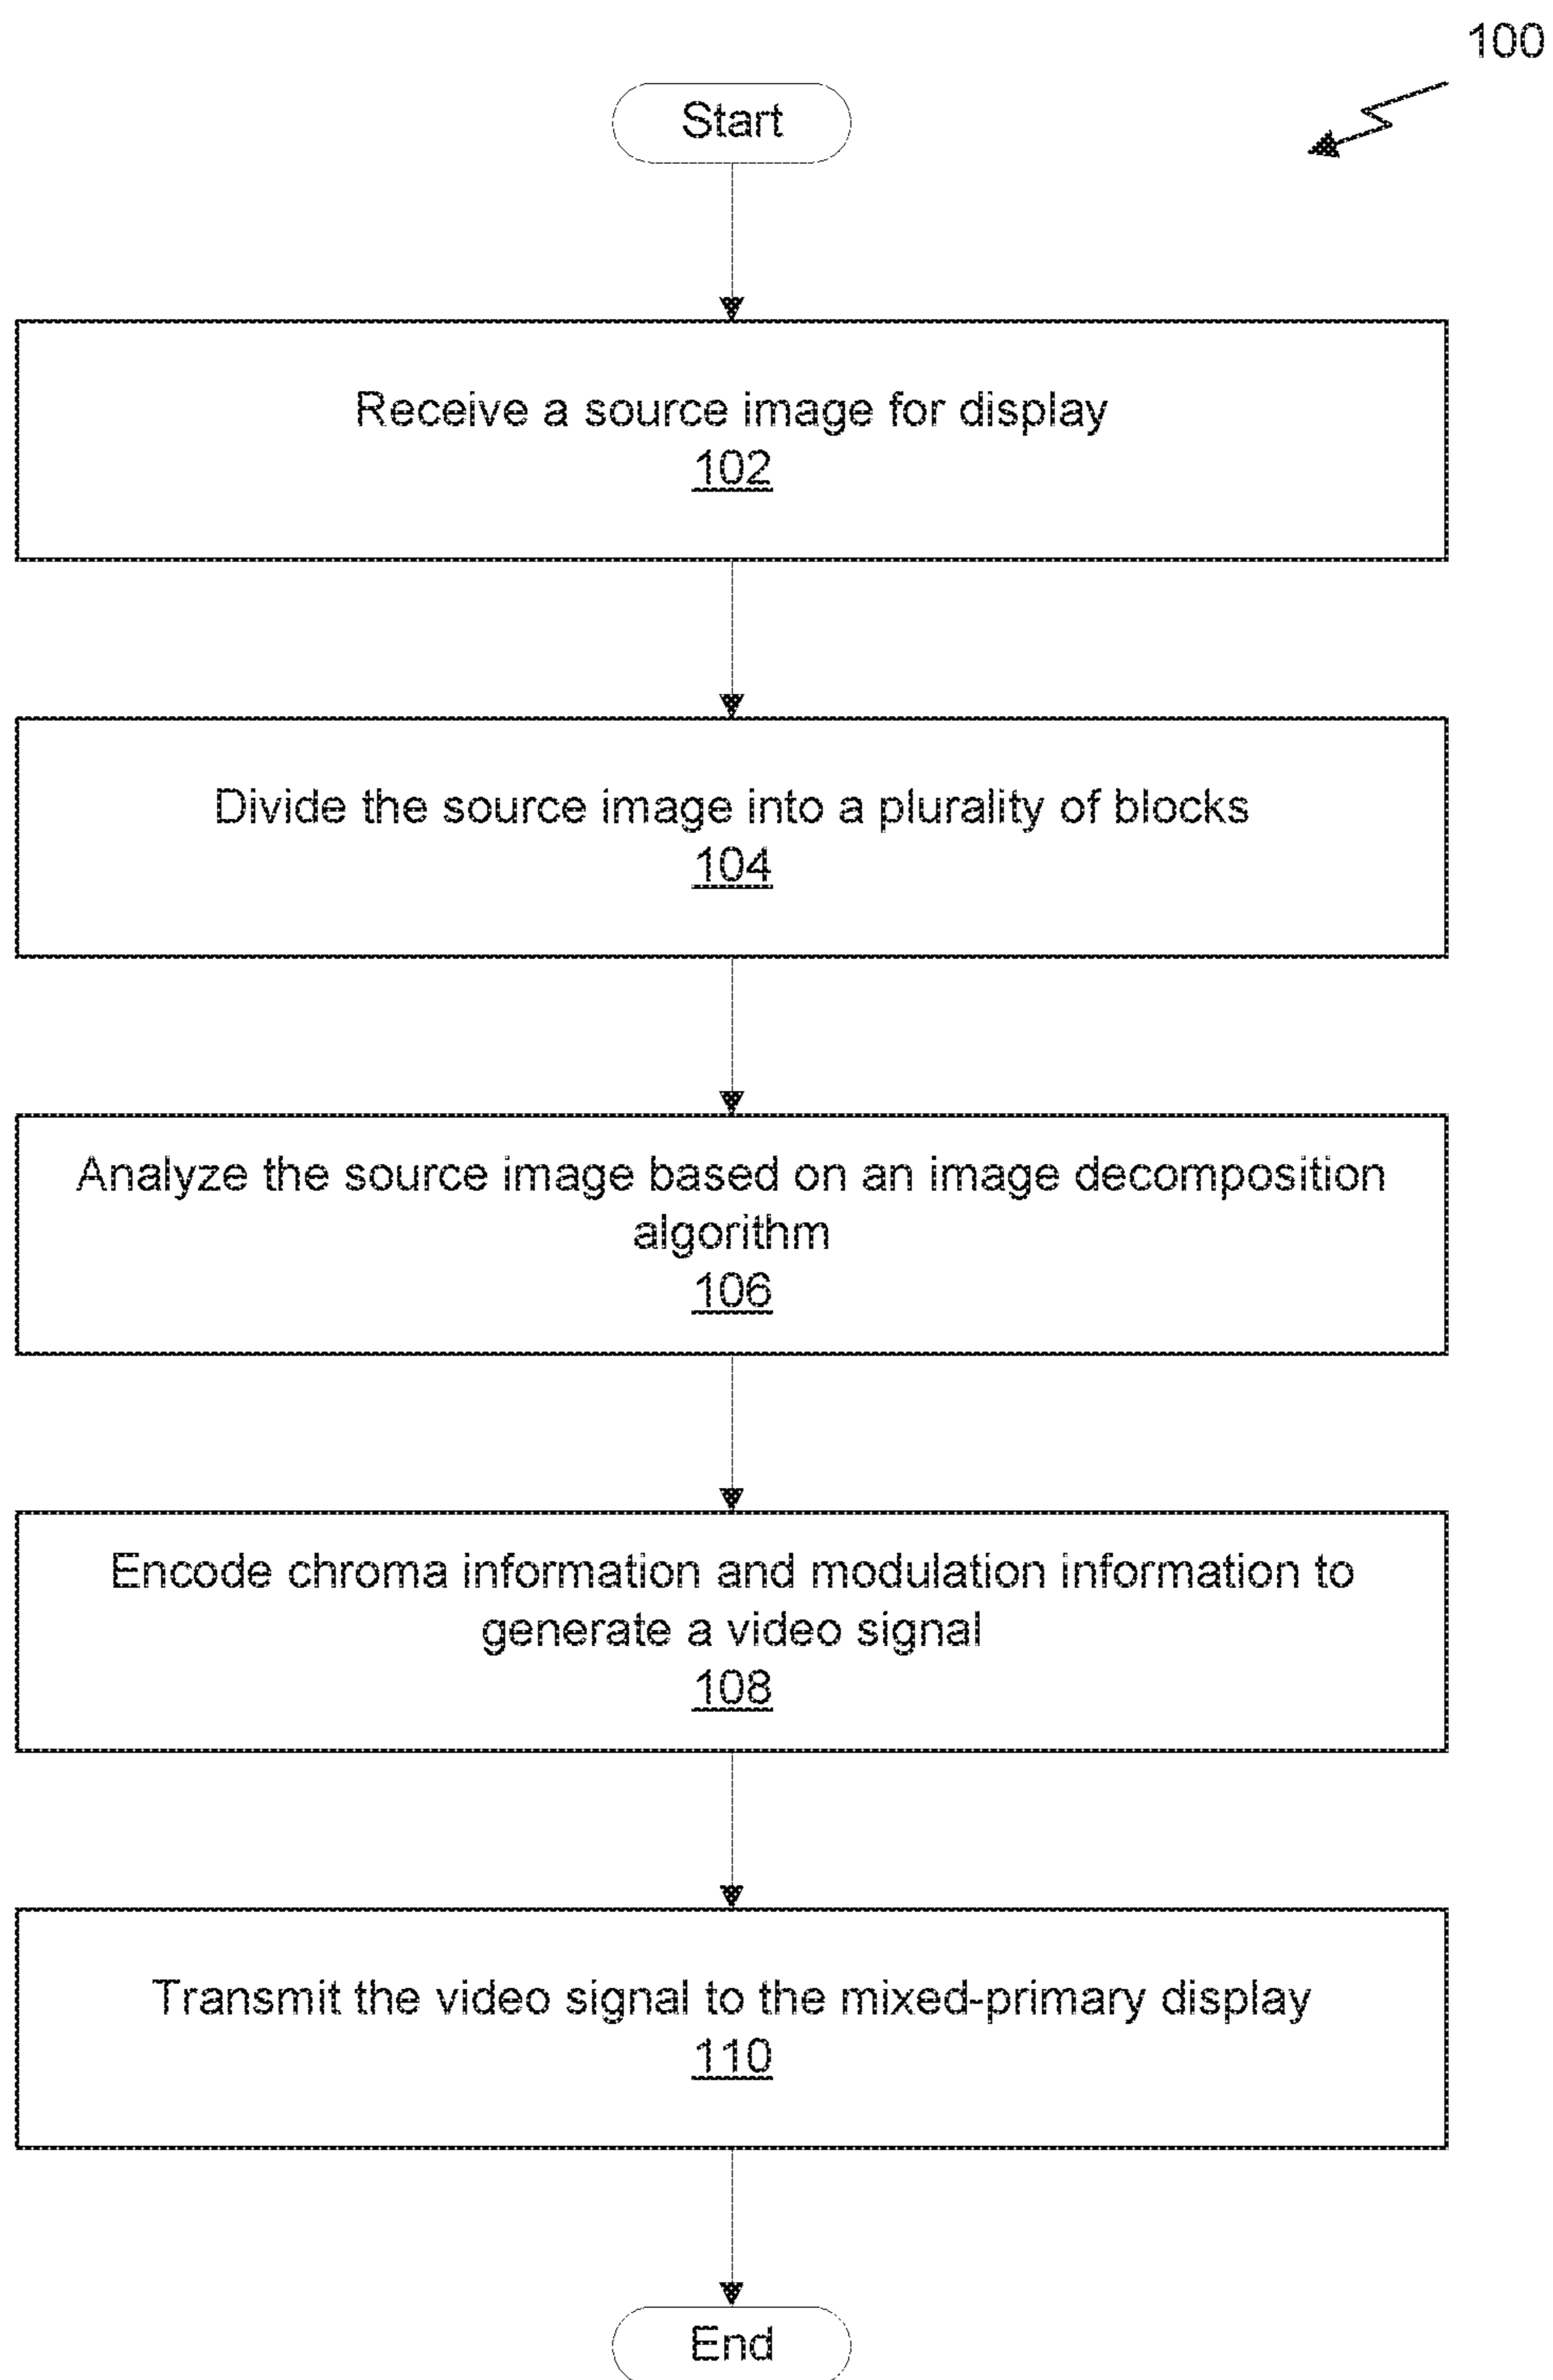 100
Start
Receive a source image for display
102
Divide the source image into a plurality of blocks
104
Analyze the source image based on an image decomposition
algorithm
106
Encode chroma information and modulation information to
generate a video signal
108
Transmit the video signal to the mixed-primary display
110
End